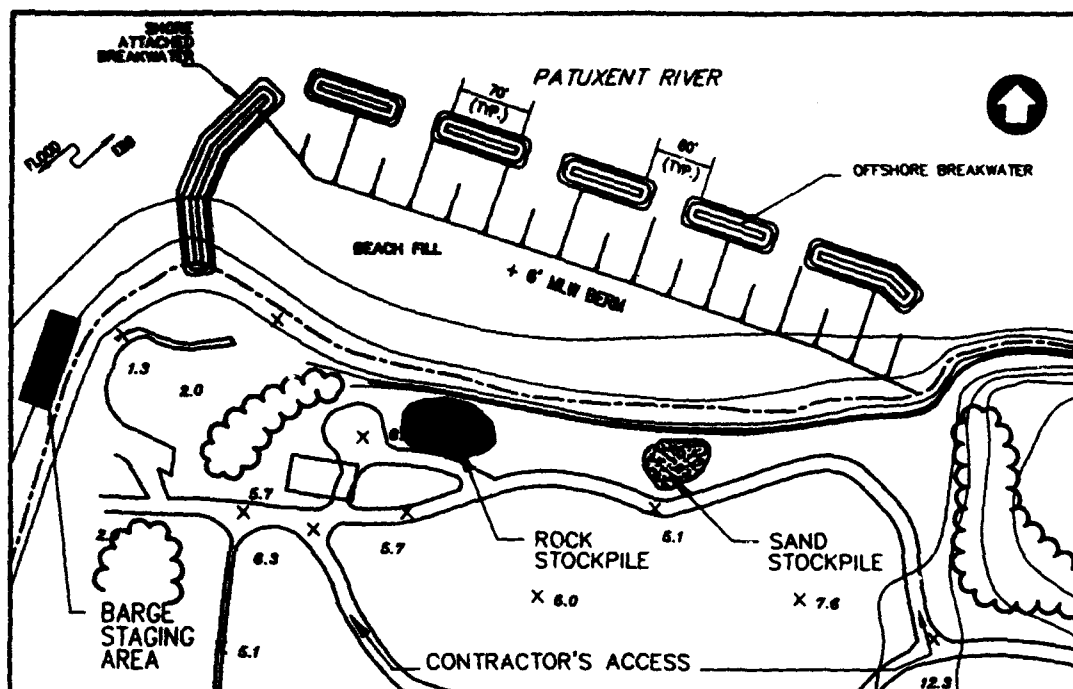 SHORE
ATTACHED
BREAKWATER
PATUXENT RIVER
70'
(TYP.)
60'
(TYP.)
FLOOD
EBB
OFFSHORE BREAKWATER
BEACH FILL
+ 6' MLW BERM
1.3
2.0
5.7
6.3
5.7
5.1
6.0
7.6
5.1
12.3
ROCK
STOCKPILE
SAND
STOCKPILE
BARGE
STAGING
AREA
CONTRACTOR'S ACCESS